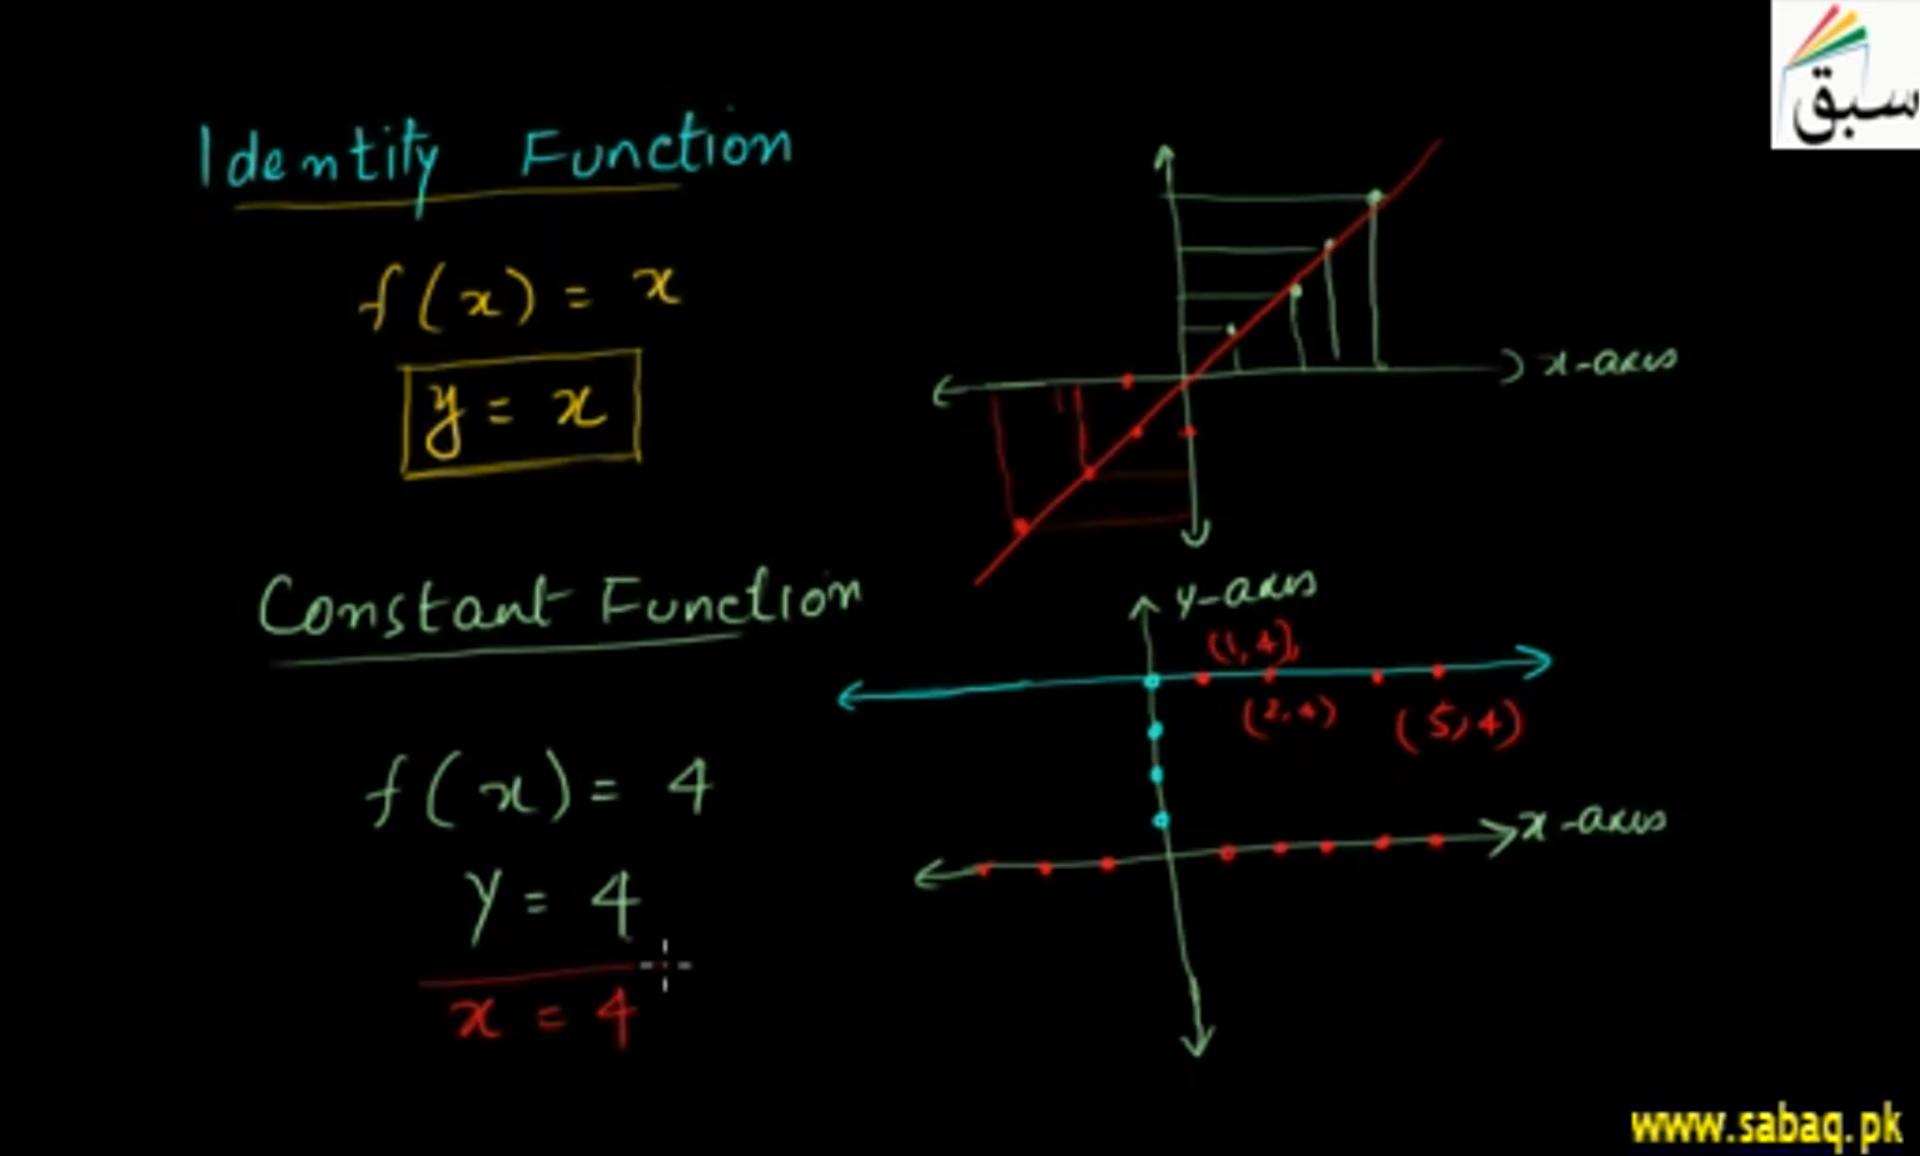 سبق
Identity Function
f(x) = x
y = x
x-axis
Constant Function
y-axis
(1,4),
(2,4)
(5,4)
f(x) = 4
x-axis
y = 4
x = 4
www.sabaq.pk